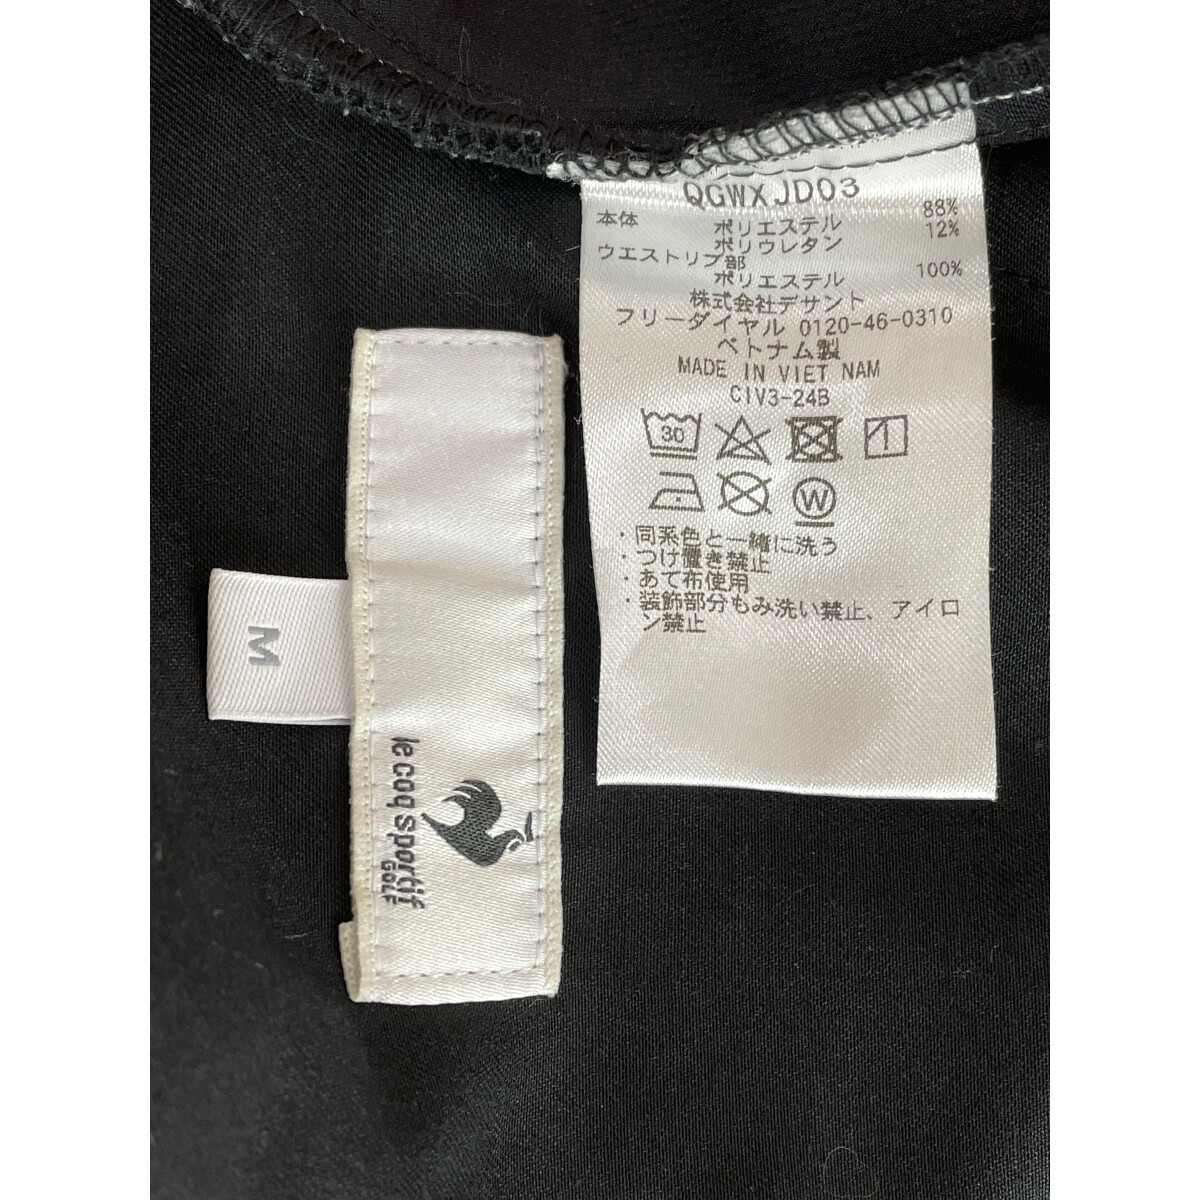 QGWXJD03
本体 ポリエステル 88%
ポリウレタン 12%
ウエストリブ部
ポリエステル 100%
株式会社デサント
フリーダイヤル 0120-46-0310
ベトナム製
MADE IN VIET NAM
CIV3-24B
30
W
・同系色と一緒に洗う
・つけ置き禁止
・あて布使用
・装飾部分もみ洗い禁止、アイロ
ン禁止
M
le coq sportif
GOLF